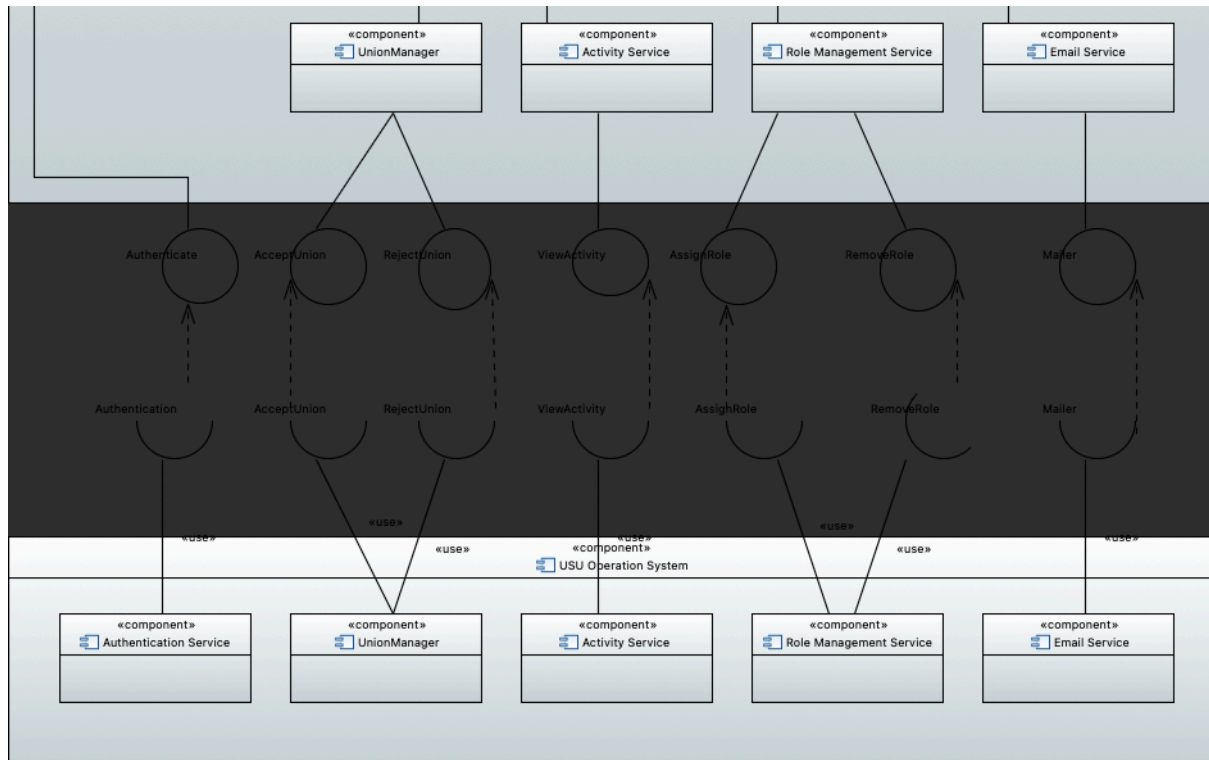 «component»
UnionManager
«component»
Activity Service
«component»
Role Management Service
«component»
Email Service
Authenticate
AcceptUnion
RejectUnion
ViewActivity
AssignRole
RemoveRole
Mailer
Authentication
AcceptUnion
RejectUnion
ViewActivity
AssignRole
RemoveRole
Mailer
«use»
«use»
«use»
«use»
«use»
«use»
«use»
«component»
USU Operation System
«component»
Authentication Service
«component»
UnionManager
«component»
Activity Service
«component»
Role Management Service
«component»
Email Service